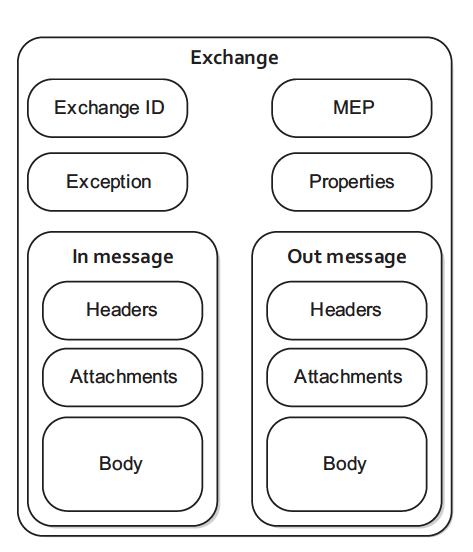 Exchange
Exchange ID
MEP
Exception
Properties
In message
Headers
Attachments
Body
Out message
Headers
Attachments
Body